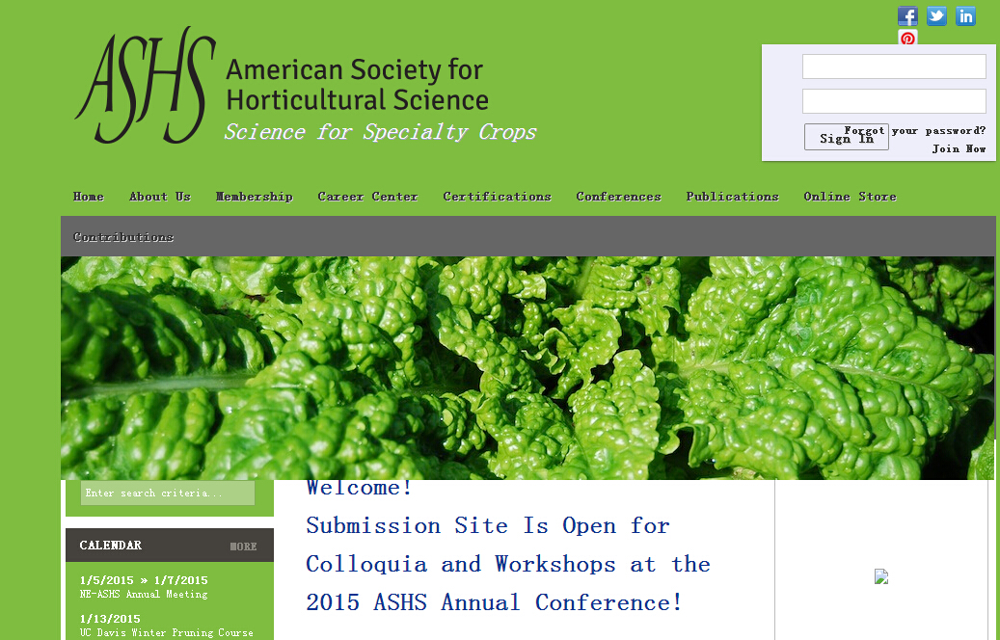 ASHS
American Society for
Horticultural Science
Science for Specialty Crops
Forgot your password?
Sign In
Join Now
Home About Us Membership Career Center Certifications Conferences Publications Online Store
Contributions
Enter search criteria...
CALENDAR MORE
1/5/2015 » 1/7/2015
NE-ASHS Annual Meeting
1/13/2015
UC Davis Winter Pruning Course
Welcome!
Submission Site Is Open for
Colloquia and Workshops at the
2015 ASHS Annual Conference!